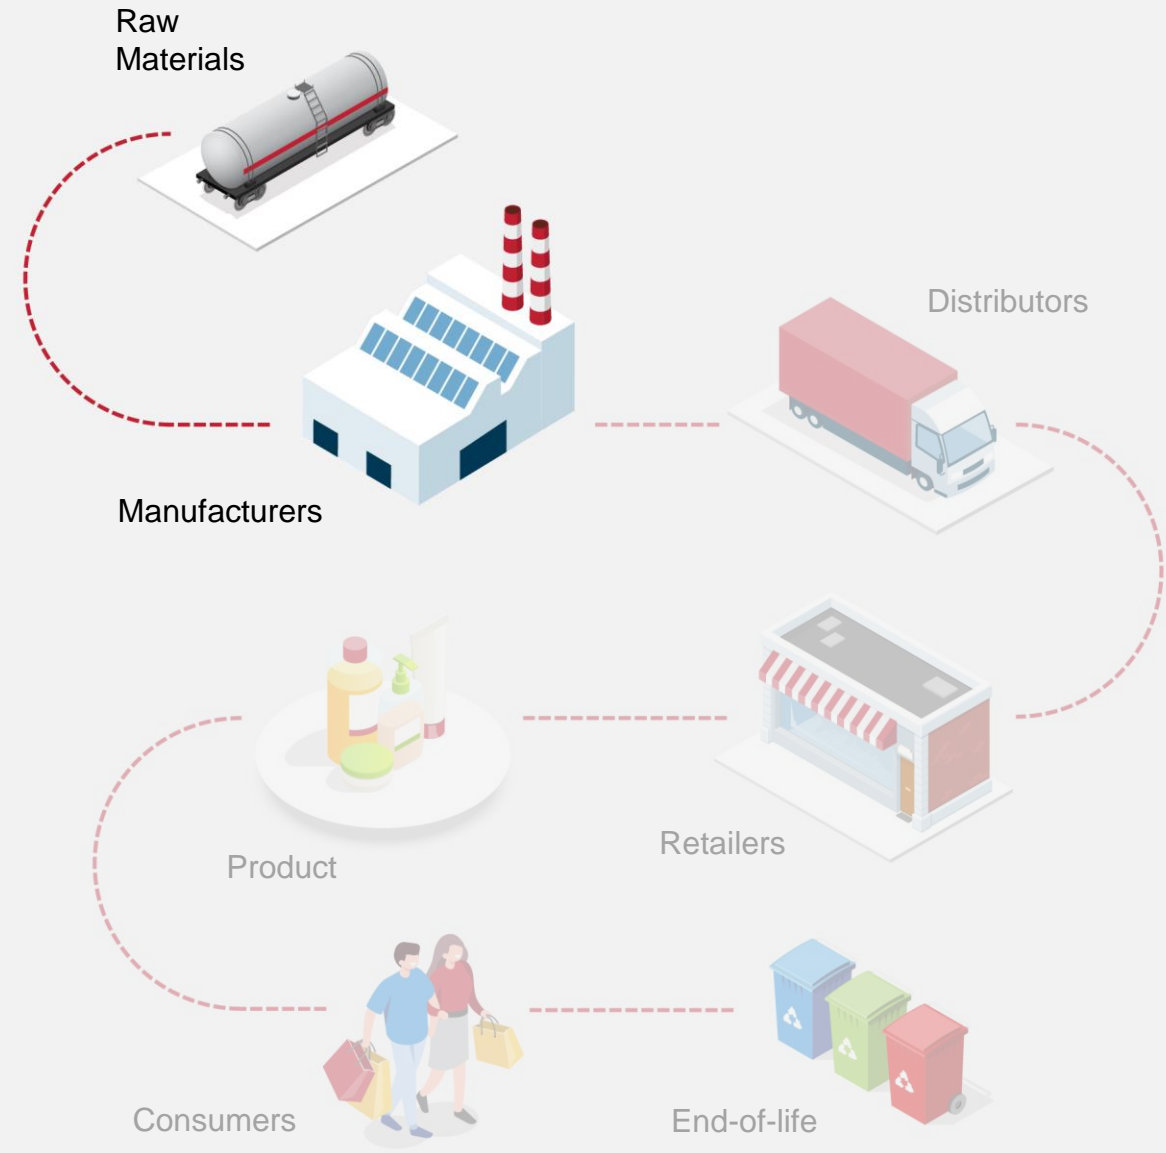 Raw
Materials
Manufacturers
Distributors
Retailers
Product
Consumers
End-of-life